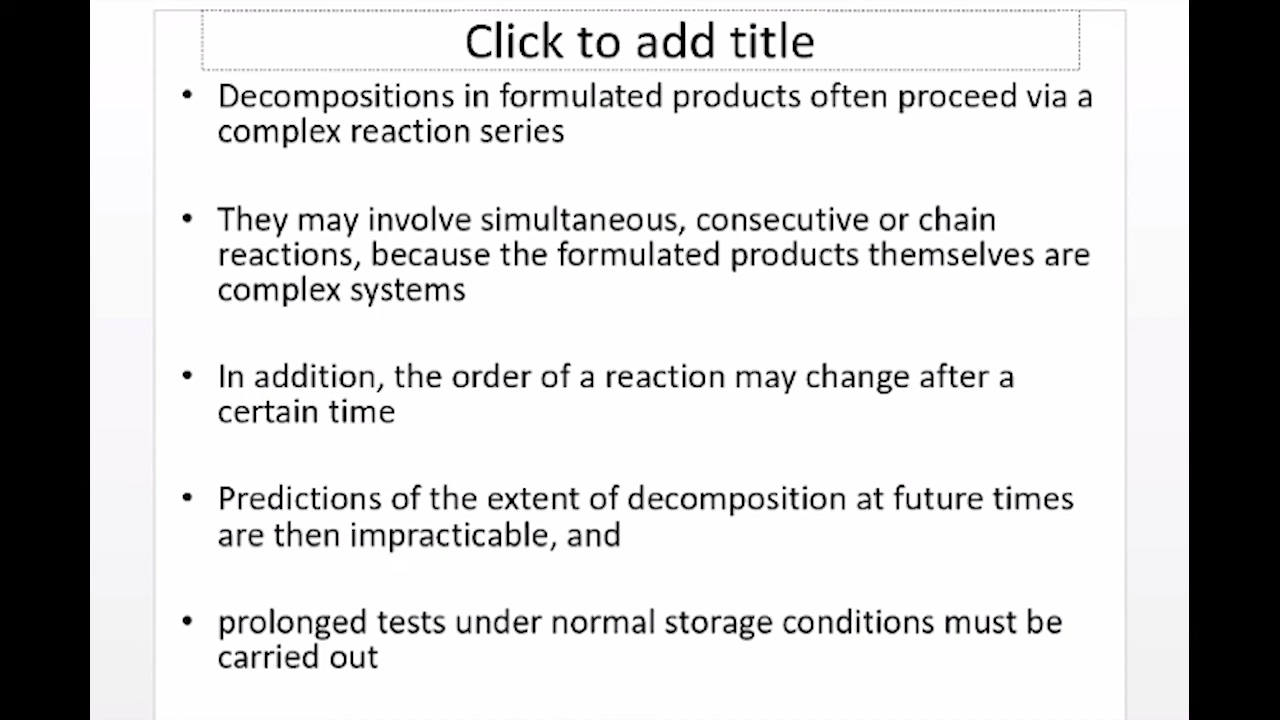 Click to add title
• Decompositions in formulated products often proceed via a
complex reaction series
• They may involve simultaneous, consecutive or chain
reactions, because the formulated products themselves are
complex systems
• In addition, the order of a reaction may change after a
certain time
• Predictions of the extent of decomposition at future times
are then impracticable, and
• prolonged tests under normal storage conditions must be
carried out